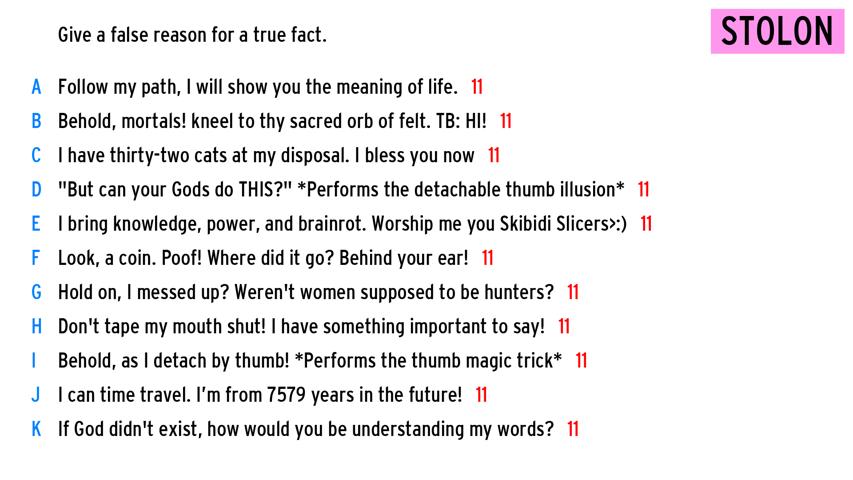 Give a false reason for a true fact.
STOLON
A Follow my path, I will show you the meaning of life. 11
B Behold, mortals! kneel to thy sacred orb of felt. TB: HI! 11
C I have thirty-two cats at my disposal. I bless you now 11
D "But can your Gods do THIS?" *Performs the detachable thumb illusion* 11
E I bring knowledge, power, and brainrot. Worship me you Skibidi Slicers>:) 11
F Look, a coin. Poof! Where did it go? Behind your ear! 11
G Hold on, I messed up? Weren't women supposed to be hunters? 11
H Don't tape my mouth shut! I have something important to say! 11
I Behold, as I detach by thumb! *Performs the thumb magic trick* 11
J I can time travel. I'm from 7579 years in the future! 11
K If God didn't exist, how would you be understanding my words? 11